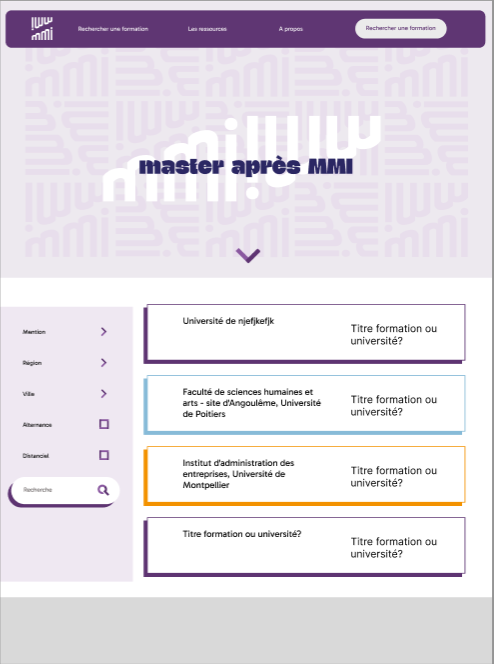 mmi
Rechercher une formation
Les ressources
A propos
Rechercher une formation
mmi
master après MMI
Mention
Région
Ville
Alternance
Distanciel
Recherche
Université de njefjkefjk
Titre formation ou
université?
Faculté de sciences humaines et
arts - site d'Angoulême, Université
de Poitiers
Titre formation ou
université?
Institut d'administration des
entreprises, Université de
Montpellier
Titre formation ou
université?
Titre formation ou université?
Titre formation ou
université?